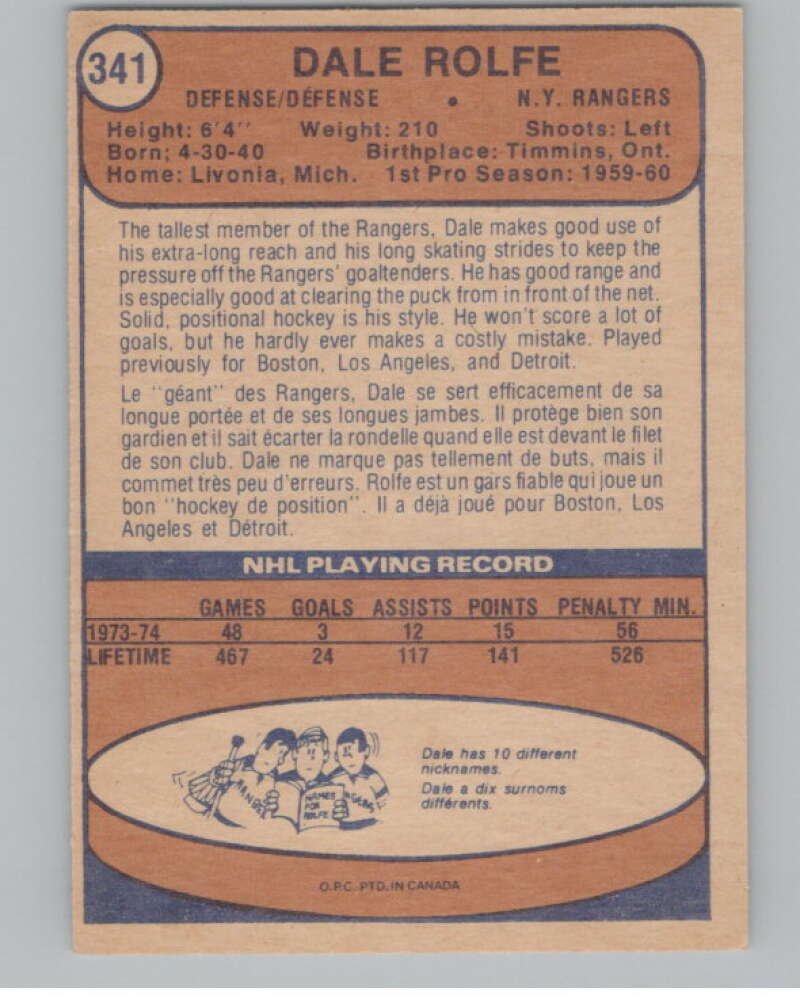 341
DALE ROLFE
DEFENSE/DÉFENSE • N.Y. RANGERS
Height: 6'4'' Weight: 210 Shoots: Left
Born; 4-30-40 Birthplace: Timmins, Ont.
Home: Livonia, Mich. 1st Pro Season: 1959-60
The tallest member of the Rangers, Dale makes good use of
his extra-long reach and his long skating strides to keep the
pressure off the Rangers' goaltenders. He has good range and
is especially good at clearing the puck from in front of the net.
Solid, positional hockey is his style. He won't score a lot of
goals, but he hardly ever makes a costly mistake. Played
previously for Boston, Los Angeles, and Detroit.
Le "géant" des Rangers, Dale se sert efficacement de sa
longue portée et de ses longues jambes. Il protège bien son
gardien et il sait écarter la rondelle quand elle est devant le filet
de son club. Dale ne marque pas tellement de buts, mais il
commet très peu d'erreurs. Rolfe est un gars fiable qui joue un
bon "hockey de position". Il a déjà joué pour Boston, Los
Angeles et Détroit.
NHL PLAYING RECORD
GAMES GOALS ASSISTS POINTS PENALTY MIN.
1973-74 48 3 12 15 56
LIFETIME 467 24 117 141 526
Dale has 10 different
nicknames.
Dale a dix surnoms
différents.
RANGER
NAMES
FOR
ROLFE
O.P.C. PTD. IN CANADA